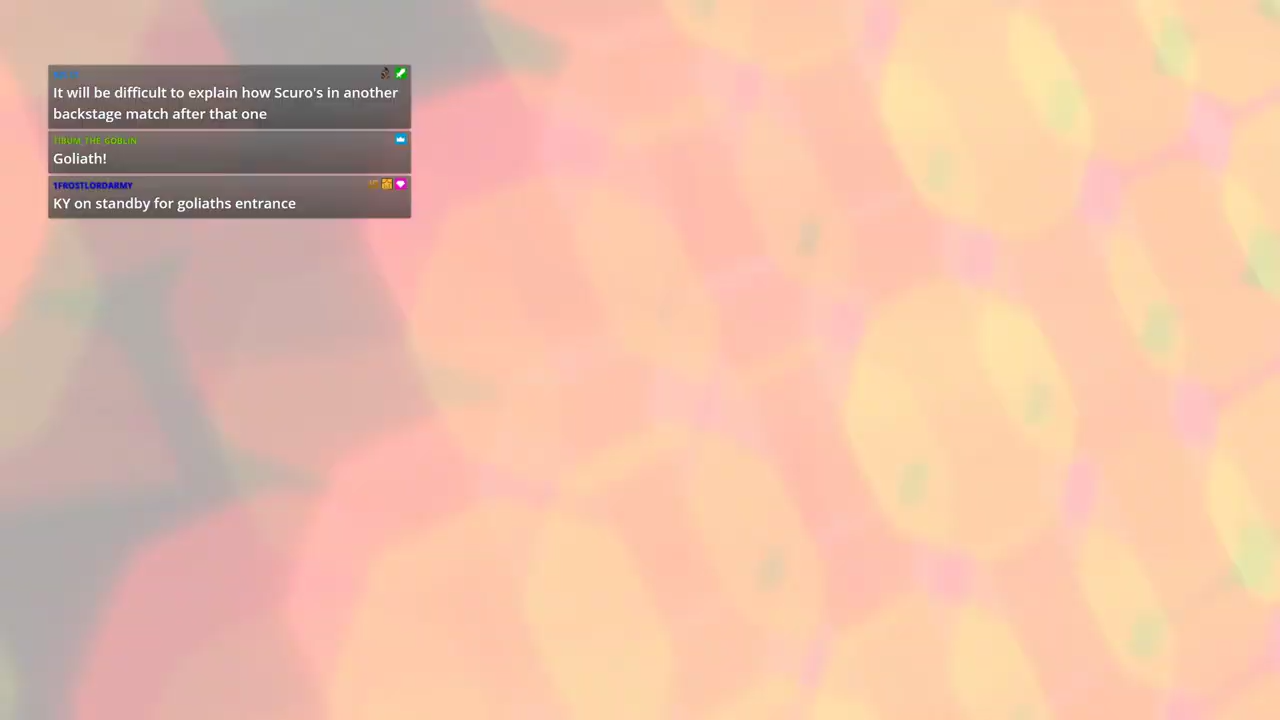 It will be difficult to explain how Scuro's in another
backstage match after that one
TIBUM_THE_GOBLIN
Goliath!
1FROSTLORDARMY
KY on standby for goliaths entrance